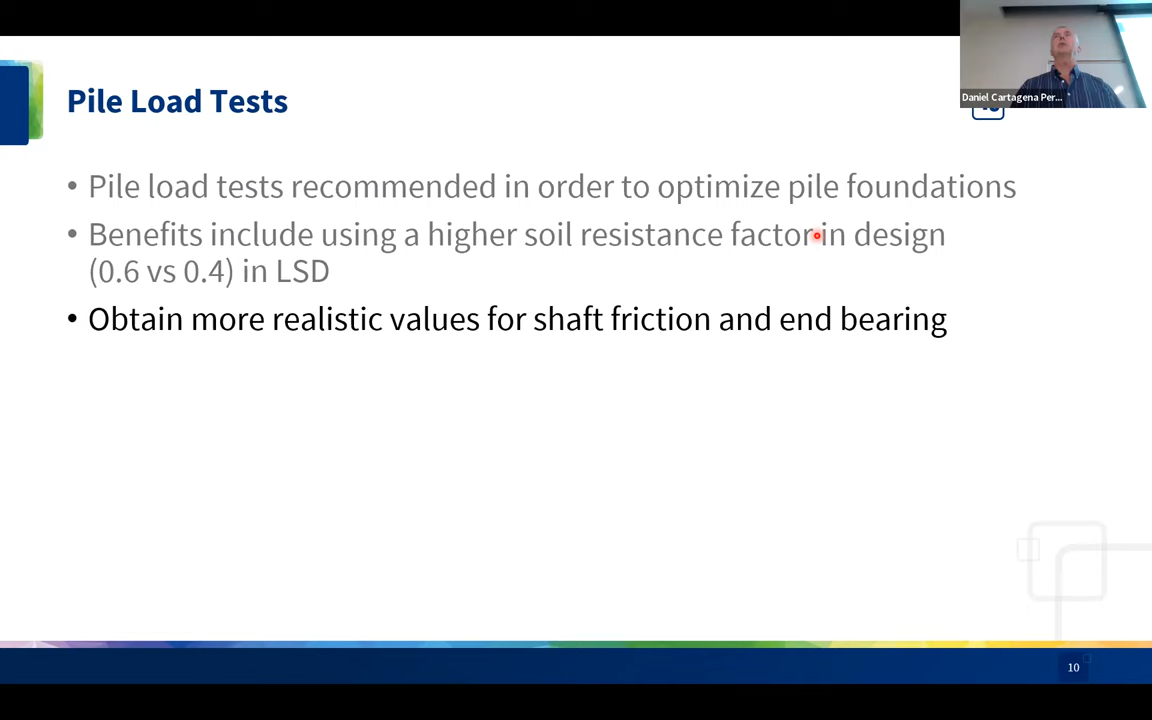 Daniel Cartagena Per...
Pile Load Tests
• Pile load tests recommended in order to optimize pile foundations
• Benefits include using a higher soil resistance factor in design
(0.6 vs 0.4) in LSD
• Obtain more realistic values for shaft friction and end bearing
10